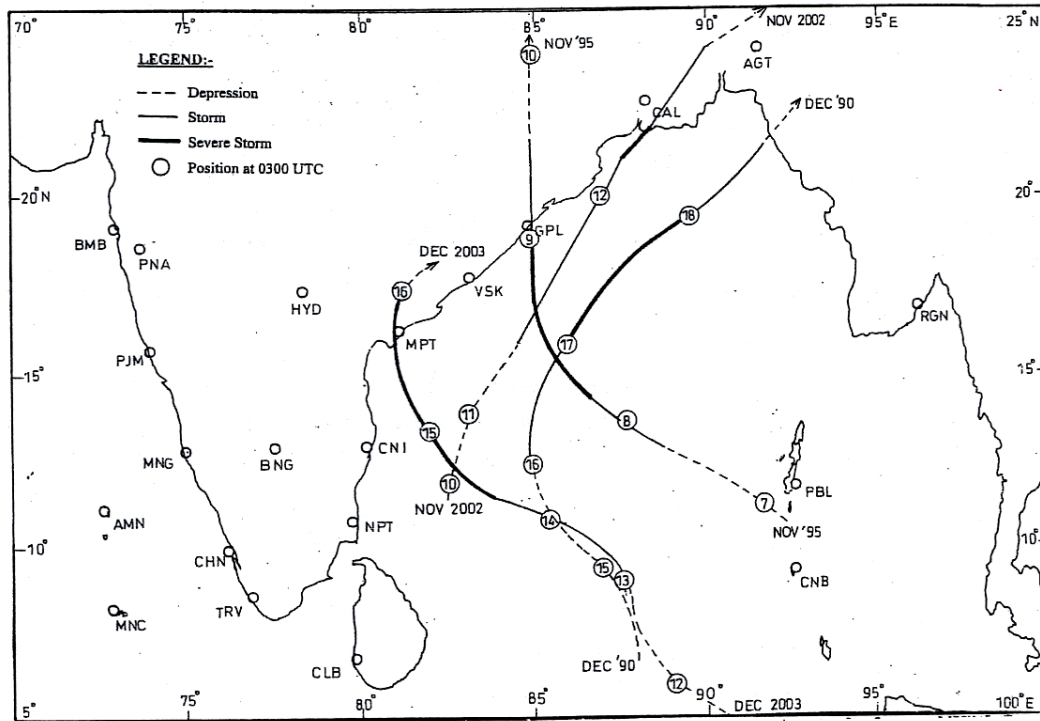 70° 75° 80° 85° 90° 95° E 25° N
NOV 2002
NOV '95
10
AGT
LEGEND:-
Depression
Storm
Severe Storm
Position at 0300 UTC
CAL
DEC '90
20° N
12
20°
18
GPL
9
BMB
PNA
DEC 2003
VSK
16
HYD
RGN
MPT
17
PJM
15°
15°
11
8
15
CNI
MNG
BNG
16
10
PBL
7
NOV 2002
AMN
NPT
14
NOV '95
10°
10°
CHN
15
13
CNB
TRV
MNC
CLB
DEC '90
12
5°
75° 80° 85° 90° 95° 100° E
DEC 2003